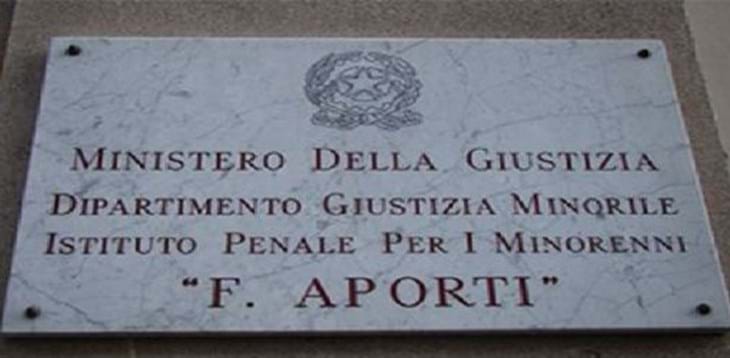 MINISTERO DELLA GIUSTIZIA
DIPARTIMENTO GIUSTIZIA MINORILE
ISTITUTO PENALE PER I MINORENNI
"F. APORTI"